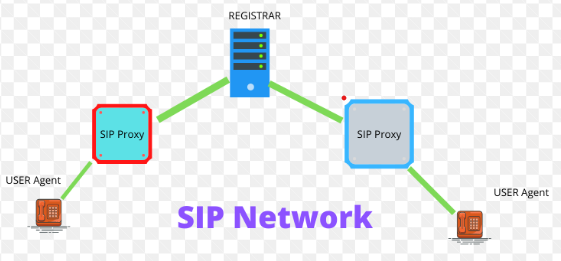 REGISTRAR
SIP Proxy
SIP Proxy
USER Agent
USER Agent
SIP Network